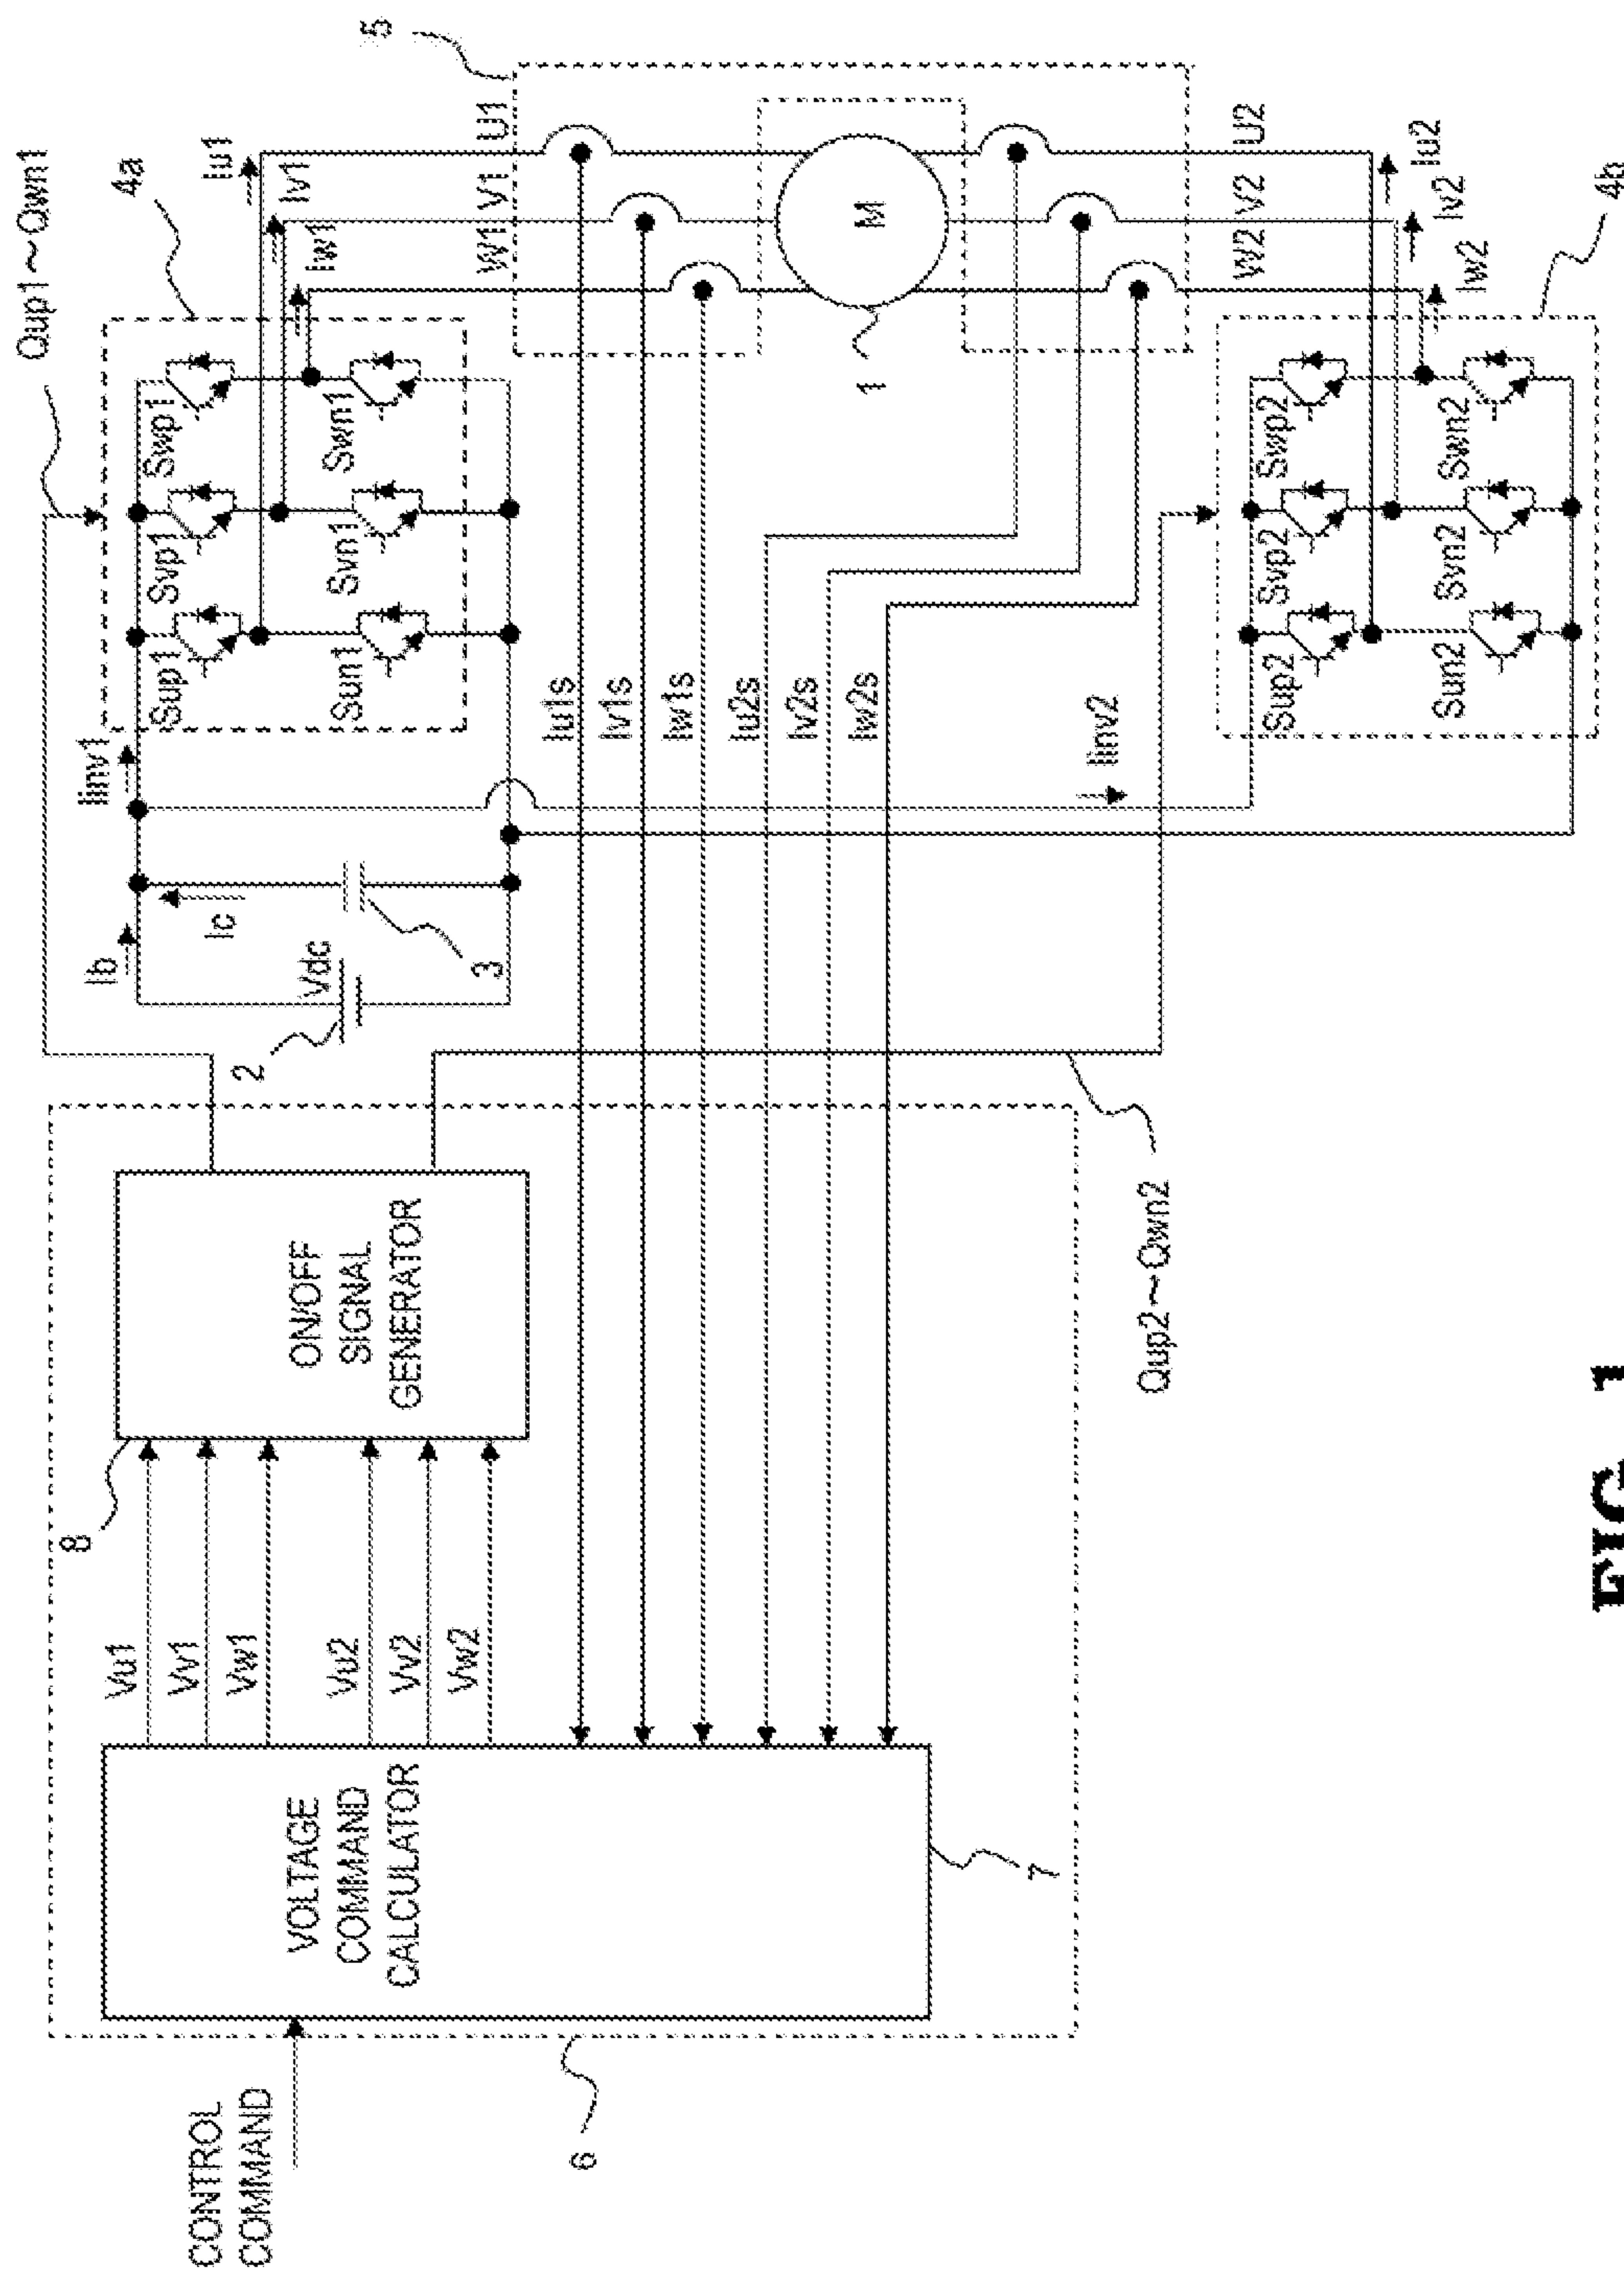 CONTROL
COMMAND
6
VOLTAGE
COMMAND
CALCULATOR
7
Vu1
Vv1
Vw1
Vu2
Vv2
Vw2
8
ON/OFF
SIGNAL
GENERATOR
Qup1~Qwn1
Qup2~Qwn2
2
Vdc
3
Ib
Ic
Iinv1
Iinv2
Iu1s
Iv1s
Iw1s
Iu2s
Iv2s
Iw2s
4a
Sup1
Svp1
Swp1
Sun1
Svn1
Swn1
Iu1
Iv1
Iw1
U1
V1
W1
5
M
1
U2
V2
W2
Iu2
Iv2
Iw2
4b
Sup2
Svp2
Swp2
Sun2
Svn2
Swn2
FIG. 1